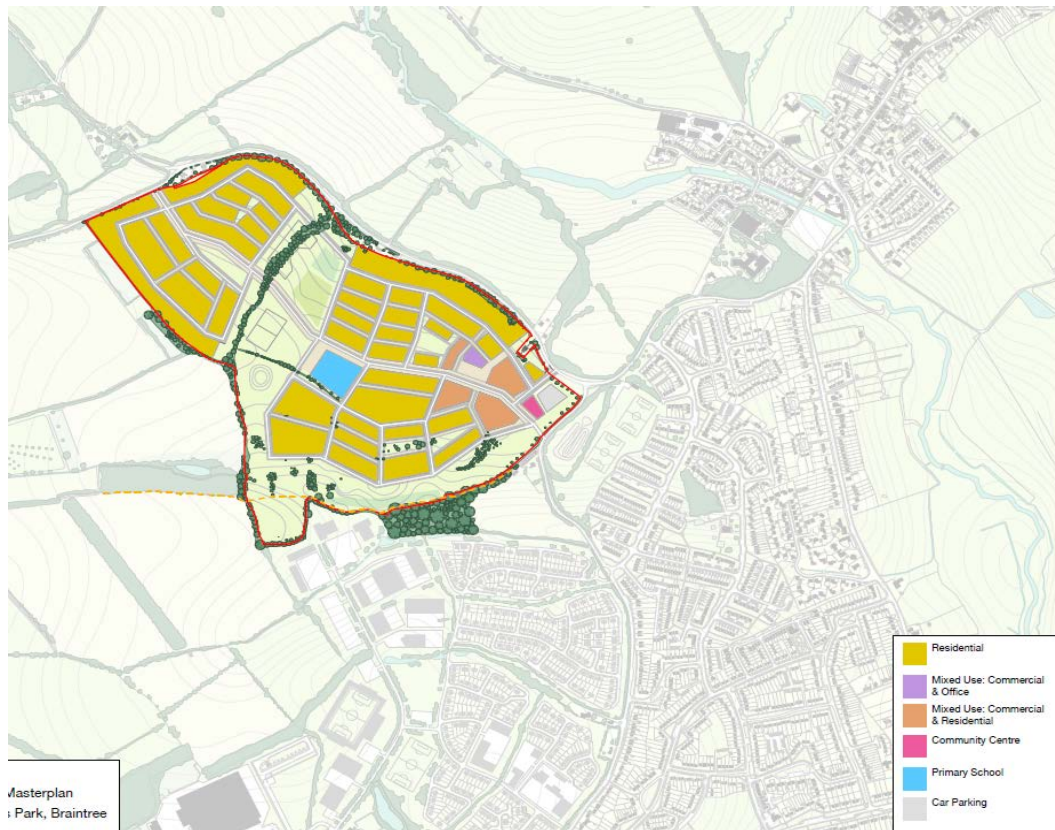 Residential
Mixed Use: Commercial
& Office
Mixed Use: Commercial
& Residential
Community Centre
Primary School
Car Parking
Masterplan
s Park, Braintree